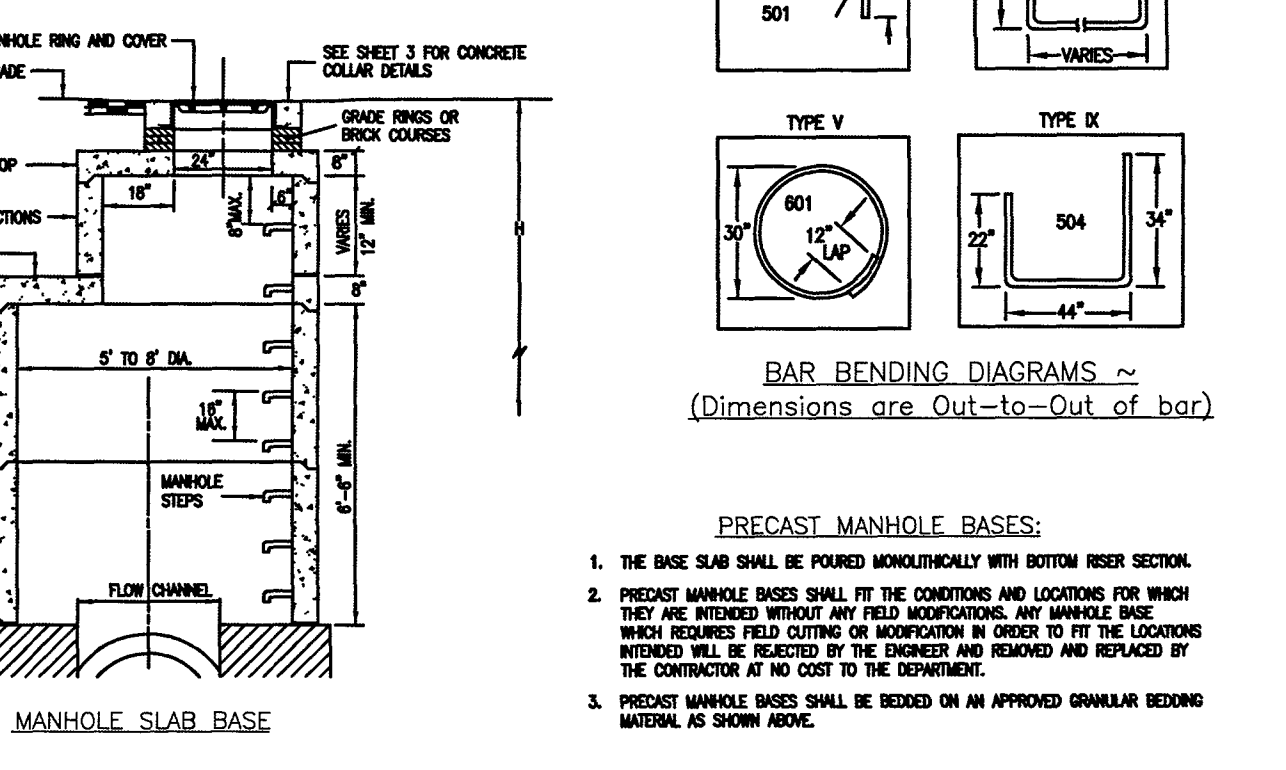 NHOLE RING AND COVER
ADE
SEE SHEET 3 FOR CONCRETE
COLLAR DETAILS
GRADE RINGS OR
BRICK COURSES
OP
24"
8"
18"
8"MAX.
6"
VARIES
12" MIN.
H
CTIONS
8"
5' TO 8' DIA.
16"
MAX.
6'-6" MIN.
MANHOLE
STEPS
FLOW CHANNEL
MANHOLE SLAB BASE
501
VARIES
TYPE V
TYPE IX
601
30"
12"
LAP
504
22"
34"
44"
BAR BENDING DIAGRAMS ~
(Dimensions are Out-to-Out of bar)
PRECAST MANHOLE BASES:
1. THE BASE SLAB SHALL BE POURED MONOLITHICALLY WITH BOTTOM RISER SECTION.
2. PRECAST MANHOLE BASES SHALL FIT THE CONDITIONS AND LOCATIONS FOR WHICH
THEY ARE INTENDED WITHOUT ANY FIELD MODIFICATIONS. ANY MANHOLE BASE
WHICH REQUIRES FIELD CUTTING OR MODIFICATION IN ORDER TO FIT THE LOCATIONS
INTENDED WILL BE REJECTED BY THE ENGINEER AND REMOVED AND REPLACED BY
THE CONTRACTOR AT NO COST TO THE DEPARTMENT.
3. PRECAST MANHOLE BASES SHALL BE BEDDED ON AN APPROVED GRANULAR BEDDING
MATERIAL AS SHOWN ABOVE.